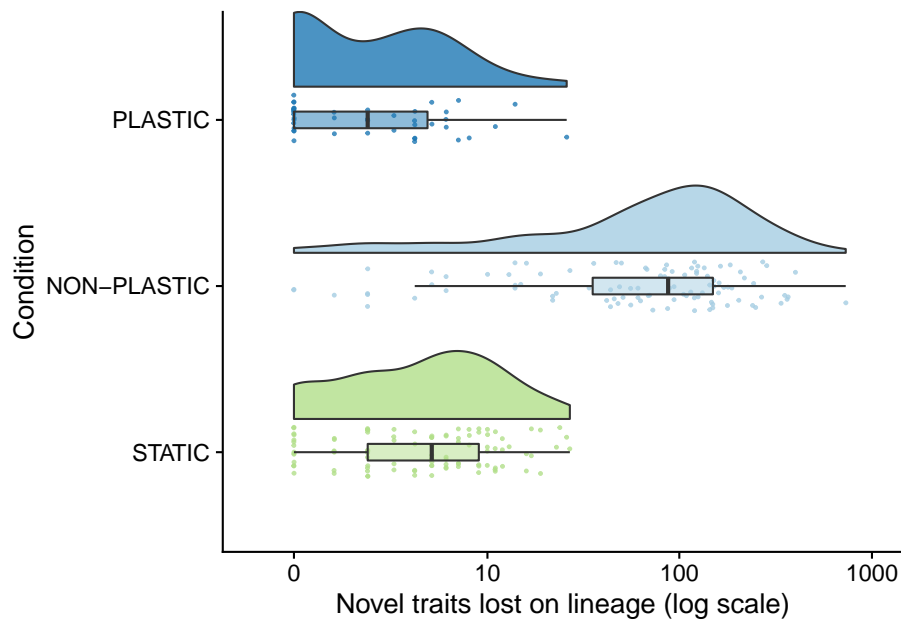 Condition
PLASTIC
NON−PLASTIC
STATIC
0 10 100 1000
Novel traits lost on lineage (log scale)